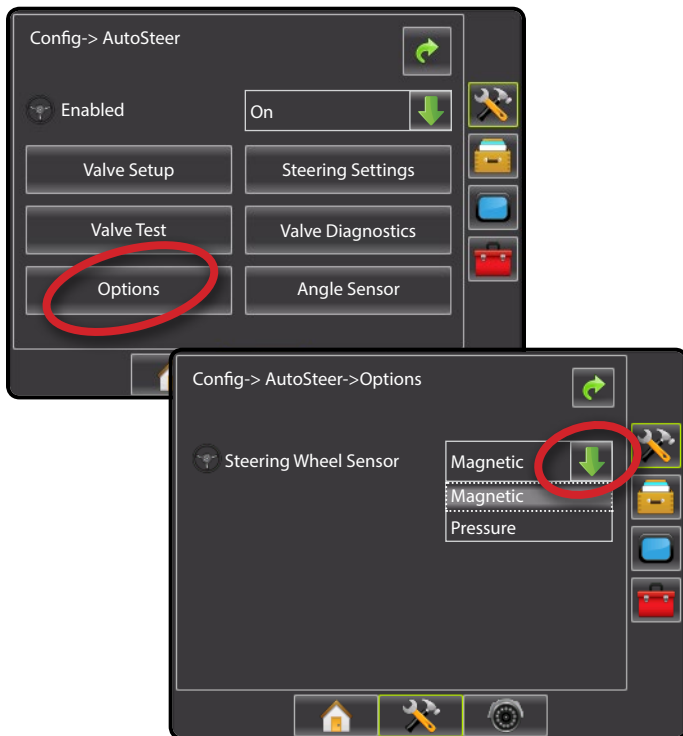 Config-> AutoSteer
Enabled
On
Valve Setup
Steering Settings
Valve Test
Valve Diagnostics
Options
Angle Sensor
Config-> AutoSteer->Options
Steering Wheel Sensor
Magnetic
Magnetic
Pressure